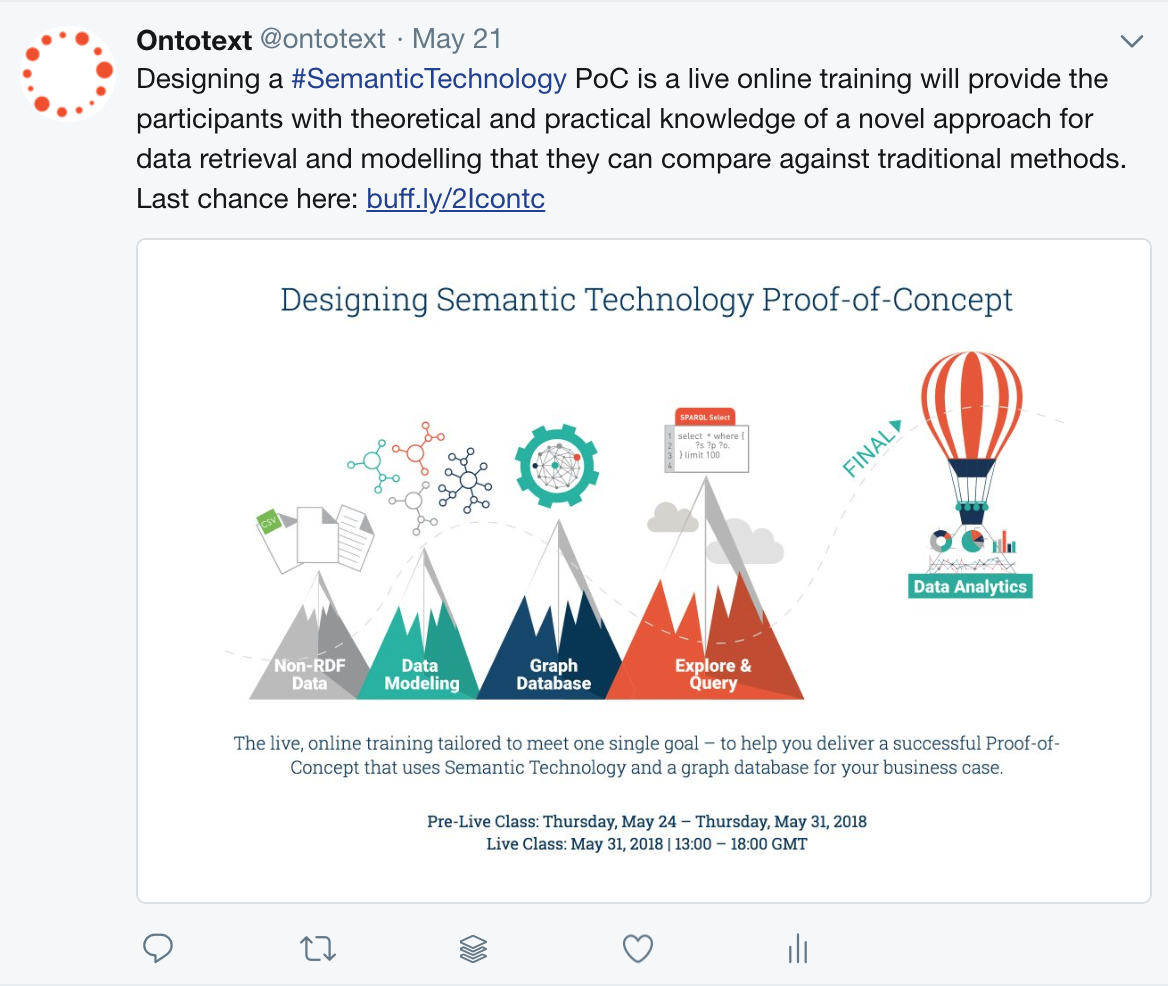 Ontotext @ontotext · May 21
Designing a #SemanticTechnology PoC is a live online training will provide the
participants with theoretical and practical knowledge of a novel approach for
data retrieval and modelling that they can compare against traditional methods.
Last chance here: buff.ly/2Icontc
Designing Semantic Technology Proof-of-Concept
SPARQL Select
1 select * where {
2 ?s ?p ?o.
3 } limit 100
4
FINAL
CSV
Non-RDF
Data
Data
Modeling
Graph
Database
Explore &
Query
Data Analytics
The live, online training tailored to meet one single goal – to help you deliver a successful Proof-of-
Concept that uses Semantic Technology and a graph database for your business case.
Pre-Live Class: Thursday, May 24 – Thursday, May 31, 2018
Live Class: May 31, 2018 | 13:00 – 18:00 GMT